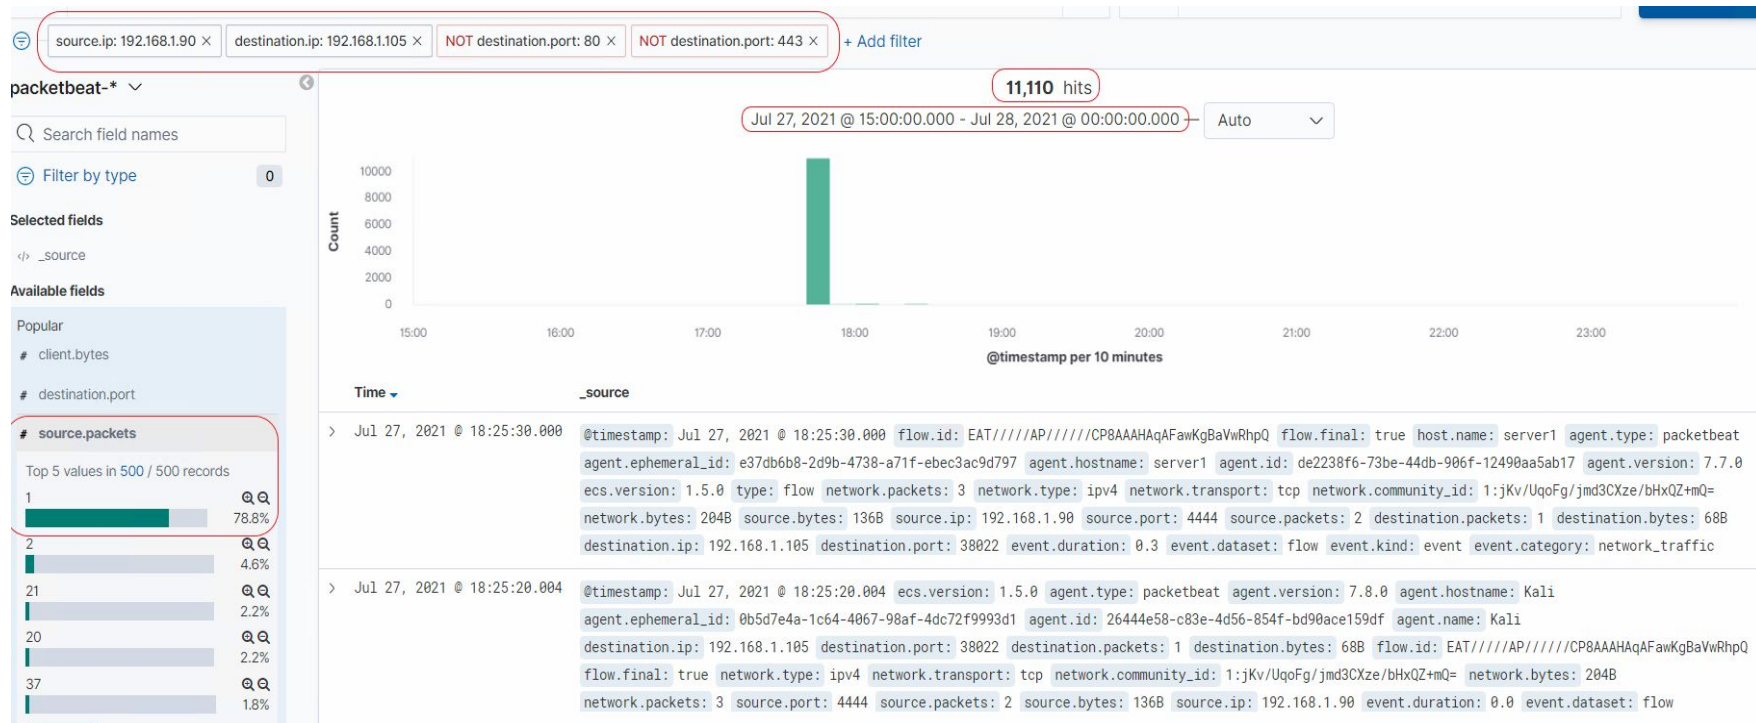 source.ip: 192.168.1.90 × destination.ip: 192.168.1.105 × NOT destination.port: 80 × NOT destination.port: 443 × + Add filter
packetbeat-*
11,110 hits
Jul 27, 2021 @ 15:00:00.000 - Jul 28, 2021 @ 00:00:00.000 — Auto
Search field names
Filter by type 0
Selected fields
</> _source
Available fields
Popular
# client.bytes
# destination.port
# source.packets
Top 5 values in 500 / 500 records
1
78.8%
2
4.6%
21
2.2%
20
2.2%
37
1.8%
Count
10000
8000
6000
4000
2000
0
15:00 16:00 17:00 18:00 19:00 20:00 21:00 22:00 23:00
@timestamp per 10 minutes
Time _source
> Jul 27, 2021 @ 18:25:30.000 @timestamp: Jul 27, 2021 @ 18:25:30.000 flow.id: EAT/////AP//////CP8AAAHAqAFawKgBaVwRhpQ flow.final: true host.name: server1 agent.type: packetbeat
agent.ephemeral_id: e37db6b8-2d9b-4738-a71f-ebec3ac9d797 agent.hostname: server1 agent.id: de2238f6-73be-44db-906f-12490aa5ab17 agent.version: 7.7.0
ecs.version: 1.5.0 type: flow network.packets: 3 network.type: ipv4 network.transport: tcp network.community_id: 1:jKv/UqoFg/jmd3CXze/bHxQZ+mQ=
network.bytes: 204B source.bytes: 136B source.ip: 192.168.1.90 source.port: 4444 source.packets: 2 destination.packets: 1 destination.bytes: 68B
destination.ip: 192.168.1.105 destination.port: 38022 event.duration: 0.3 event.dataset: flow event.kind: event event.category: network_traffic
> Jul 27, 2021 @ 18:25:20.004 @timestamp: Jul 27, 2021 @ 18:25:20.004 ecs.version: 1.5.0 agent.type: packetbeat agent.version: 7.8.0 agent.hostname: Kali
agent.ephemeral_id: 0b5d7e4a-1c64-4067-98af-4dc72f9993d1 agent.id: 26444e58-c83e-4d56-854f-bd90ace159df agent.name: Kali
destination.ip: 192.168.1.105 destination.port: 38022 destination.packets: 1 destination.bytes: 68B flow.id: EAT/////AP//////CP8AAAHAqAFawKgBaVwRhpQ
flow.final: true network.type: ipv4 network.transport: tcp network.community_id: 1:jKv/UqoFg/jmd3CXze/bHxQZ+mQ= network.bytes: 204B
network.packets: 3 source.port: 4444 source.packets: 2 source.bytes: 136B source.ip: 192.168.1.90 event.duration: 0.0 event.dataset: flow